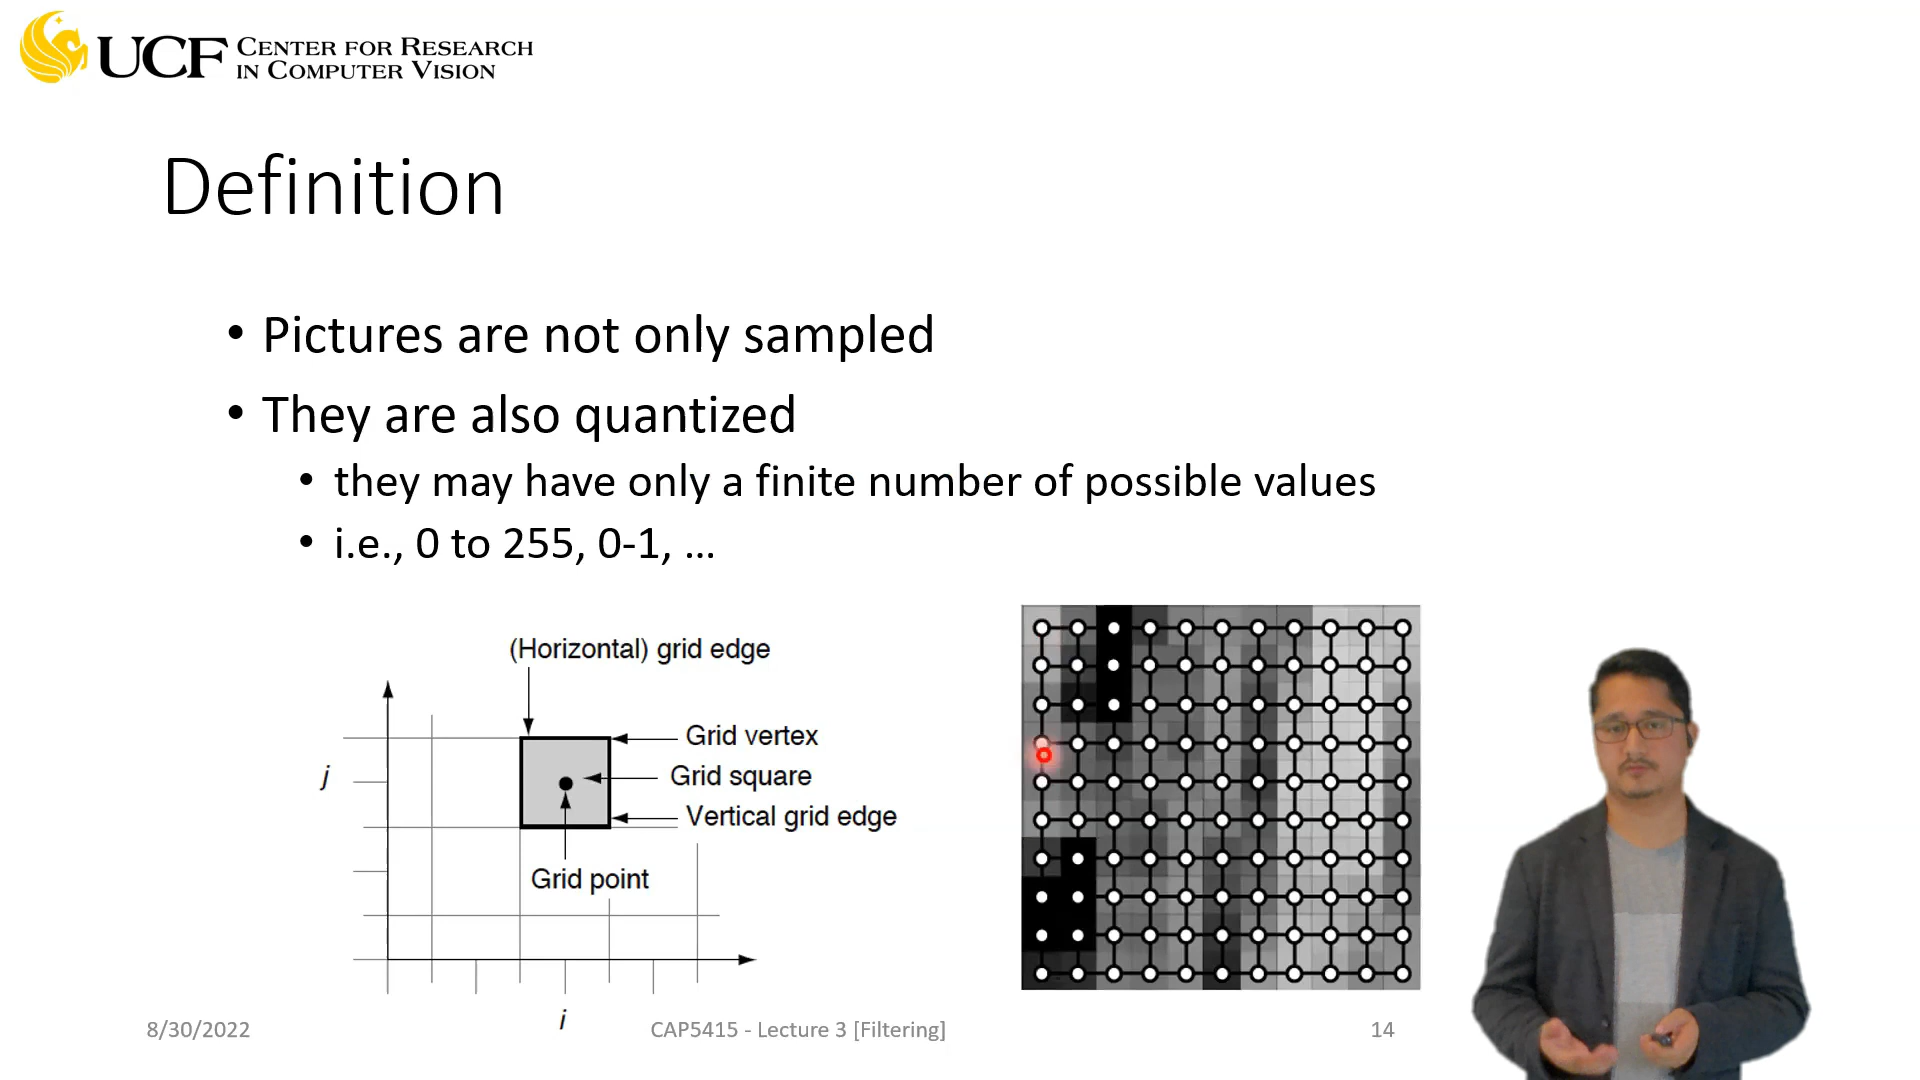 UCF CENTER FOR RESEARCH
IN COMPUTER VISION
Definition
• Pictures are not only sampled
• They are also quantized
• they may have only a finite number of possible values
• i.e., 0 to 255, 0-1, …
(Horizontal) grid edge
Grid vertex
j
Grid square
Vertical grid edge
Grid point
i
8/30/2022
CAP5415 - Lecture 3 [Filtering]
14